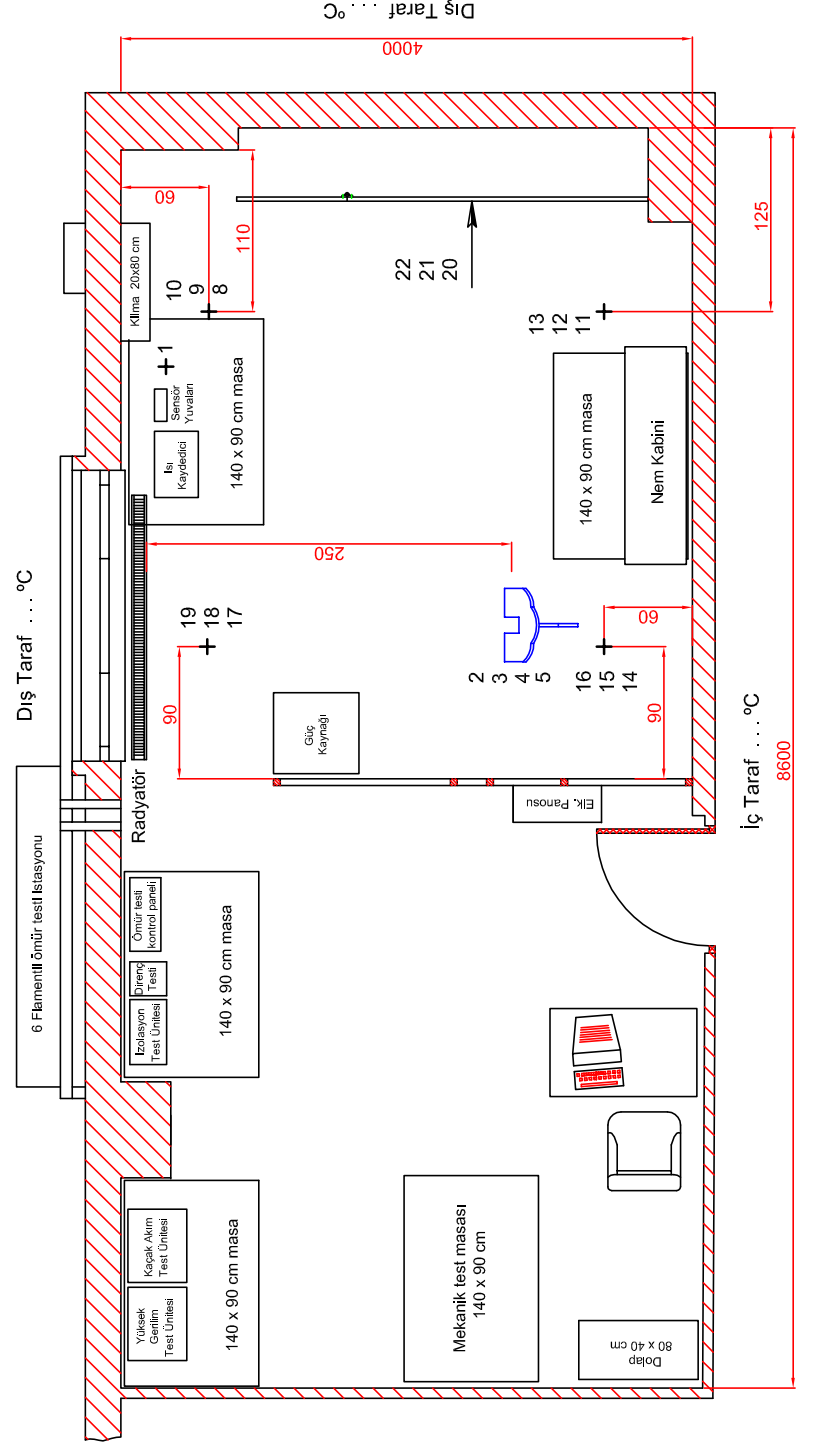 Dış Taraf . . . ºC
4000
6 Flamentli ömür testi İstasyonu
Dış Taraf . . . ºC
Klima 20x80 cm
60
110
10
9
8
1
Sensör
Yuvaları
Isı
Kaydedici
140 x 90 cm masa
22
21
20
125
13
12
11
140 x 90 cm masa
Nem Kabini
250
19
18
17
2
3
4
5
16
15
14
60
90
90
Güç
Kaynağı
Radyatör
Elk. Panosu
İç Taraf . . . ºC
8600
Ömür testi
kontrol paneli
Direnç
Testi
Izolasyon
Test Ünitesi
140 x 90 cm masa
Kaçak Akım
Test Ünitesi
Yüksek
Gerilim
Test Ünitesi
140 x 90 cm masa
Mekanik test masası
140 x 90 cm
Dolap
80 x 40 cm